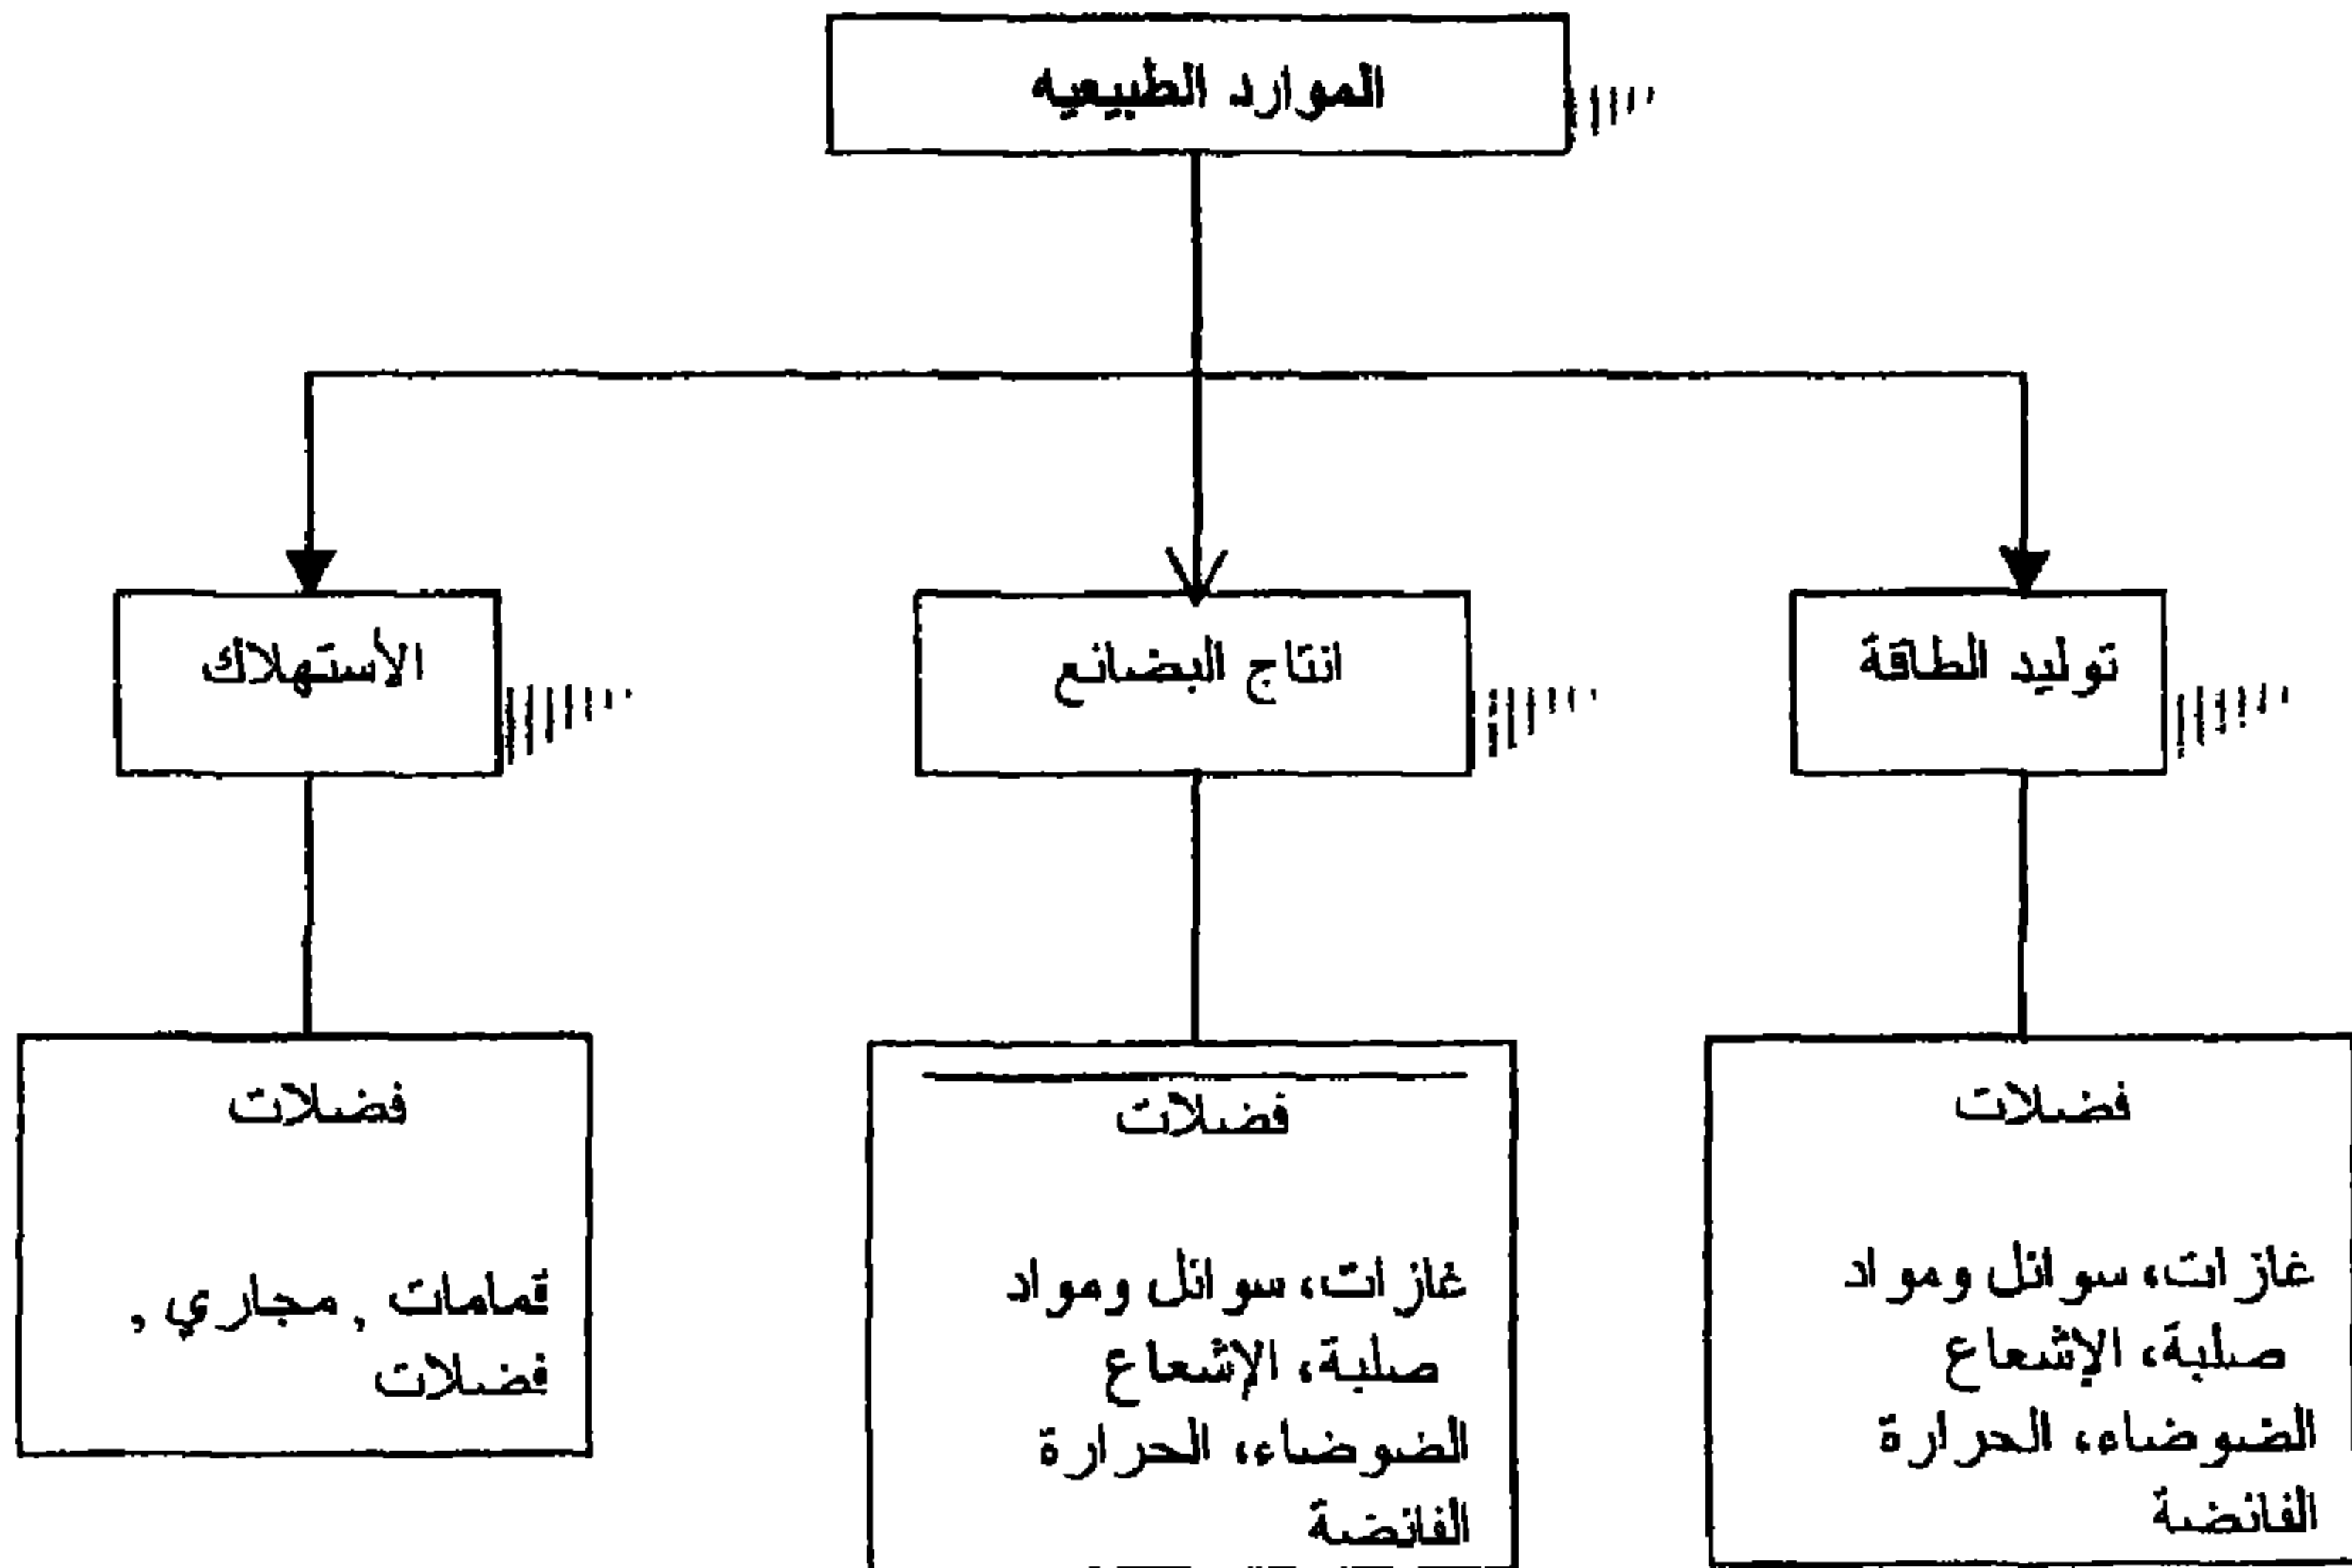 الموارد الطبيعيه
توليد الطاقة
انتاج البضائع
الأستهلاك
فضلات
غازات، سوائل ومواد
صلبة، الإشعاع
الضوضاء، الحرارة
الفائضة
فضلات
غازات، سوائل ومواد
صلبة، الإشعاع
الضوضاء، الحرارة
الفائضة
فضلات
قمامات , مجاري ,
فضلات